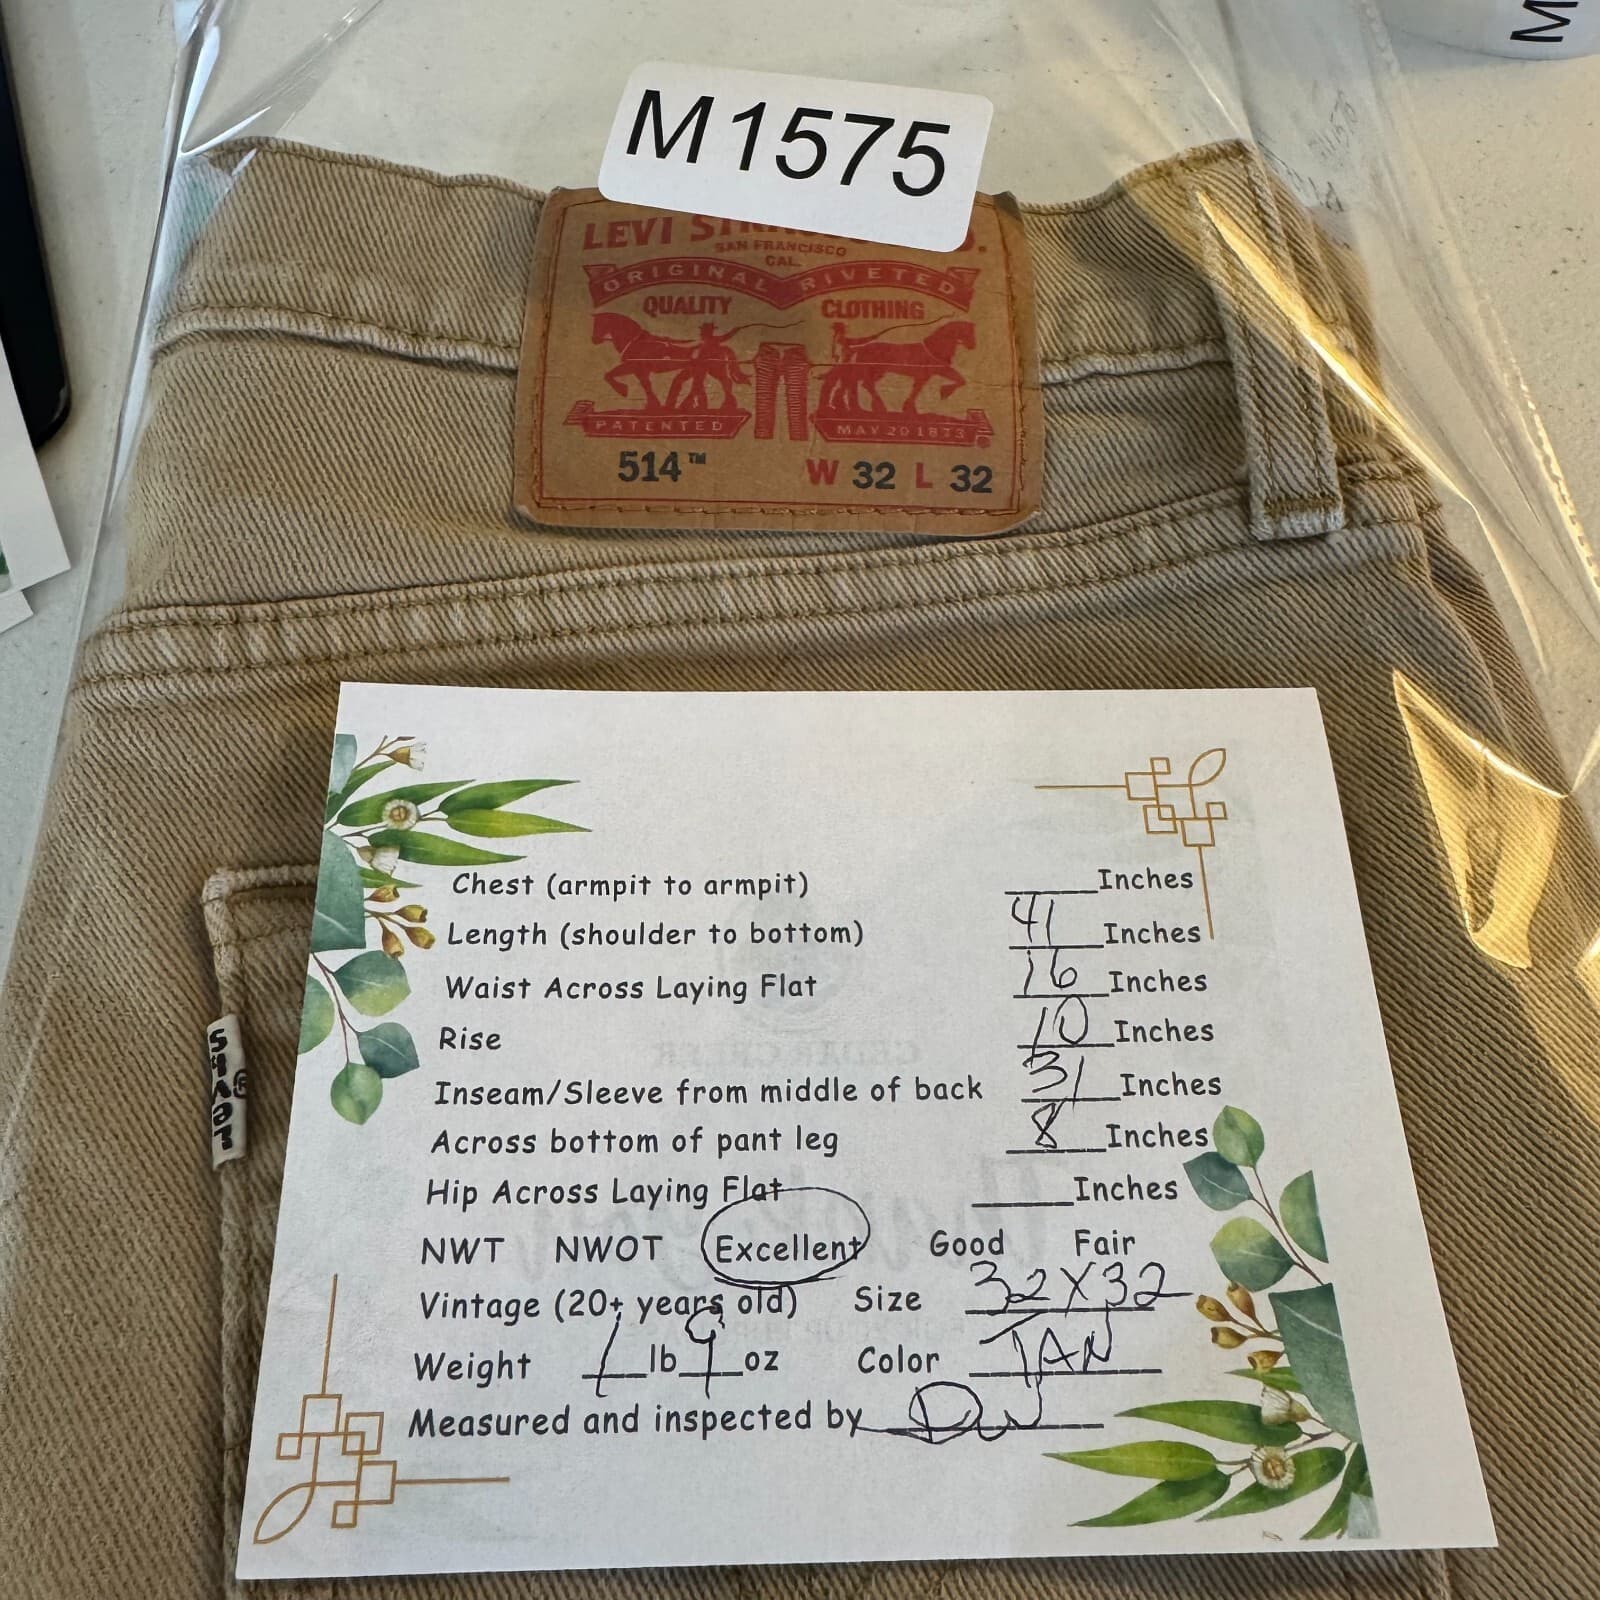 M
M1575
LEVI
SAN FRANCISCO
CAL.
ORIGINAL RIVETED
QUALITY CLOTHING
PATENTED MAY 20 1873
514™ W 32 L 32
LEVI'S®
Chest (armpit to armpit) ____Inches
Length (shoulder to bottom) 41 Inches
Waist Across Laying Flat 16 Inches
Rise 10 Inches
Inseam/Sleeve from middle of back 31 Inches
Across bottom of pant leg 8 Inches
Hip Across Laying Flat ____Inches
NWT NWOT Excellent Good Fair
Vintage (20+ years old) Size 32X32
Weight 1 lb 9 oz Color TAN
Measured and inspected by DW